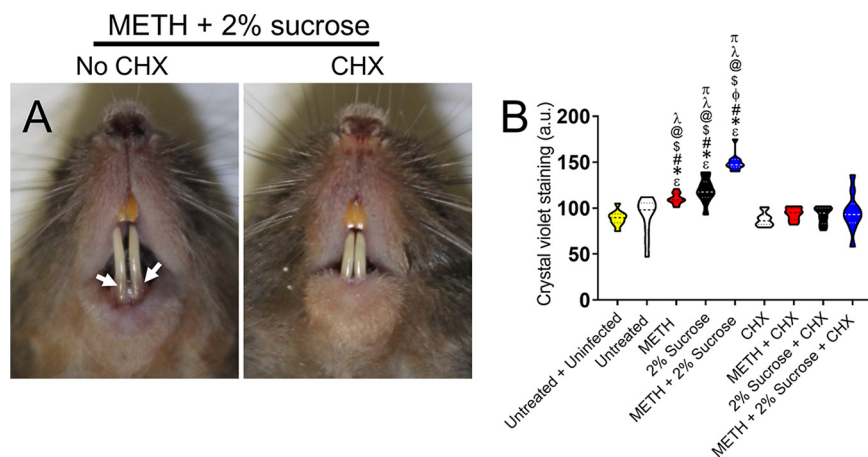 METH + 2% sucrose
No CHX
CHX
A
B
π
λ
@
$
ϕ
#
*
ε
π
λ
@
$
#
*
ε
λ
@
$
#
*
ε
Crystal violet staining (a.u.)
200
150
100
50
0
Untreated + Uninfected
Untreated
METH
2% Sucrose
METH + 2% Sucrose
CHX
METH + CHX
2% Sucrose + CHX
METH + 2% Sucrose + CHX